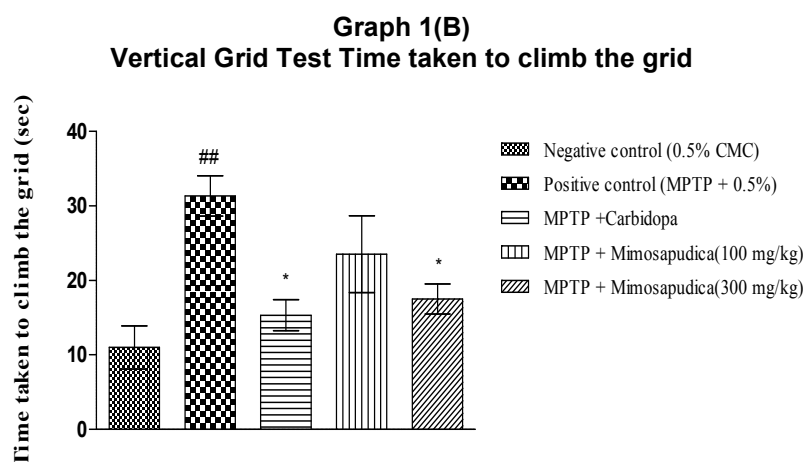 Graph 1(B)
Vertical Grid Test Time taken to climb the grid
Time taken to climb the grid (sec)
40
30
20
10
0
##
*
*
Negative control (0.5% CMC)
Positive control (MPTP + 0.5%)
MPTP +Carbidopa
MPTP + Mimosapudica(100 mg/kg)
MPTP + Mimosapudica(300 mg/kg)